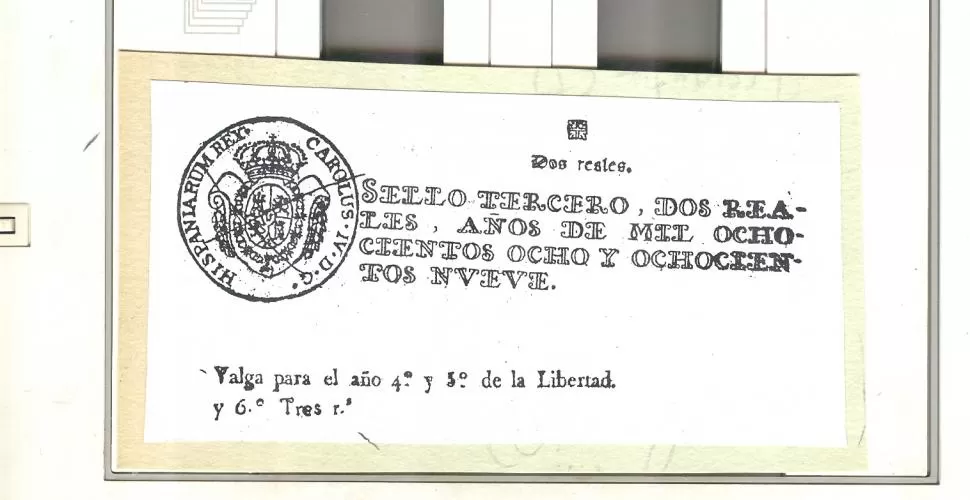 HISPANIARUM REX· CAROLUS·IV·D·G·
Dos reales.
SELLO TERCERO, DOS REA-
LES, AÑOS DE MIL OCHO-
CIENTOS OCHO Y OCHOCIEN-
TOS NVEVE.
Valga para el año 4.º y 5.º de la Libertad.
y 6.º Tres r.ˢ